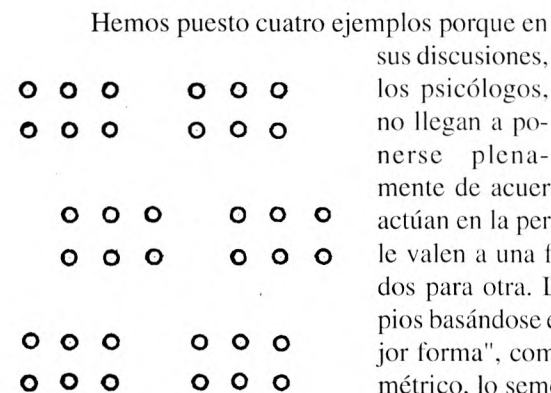 Hemos puesto cuatro ejemplos porque en
sus discusiones,
los psicólogos,
no llegan a po-
nerse plena-
mente de acuer
actúan en la per
le valen a una f
dos para otra. L
pios basándose e
jor forma", com
métrico, lo seme